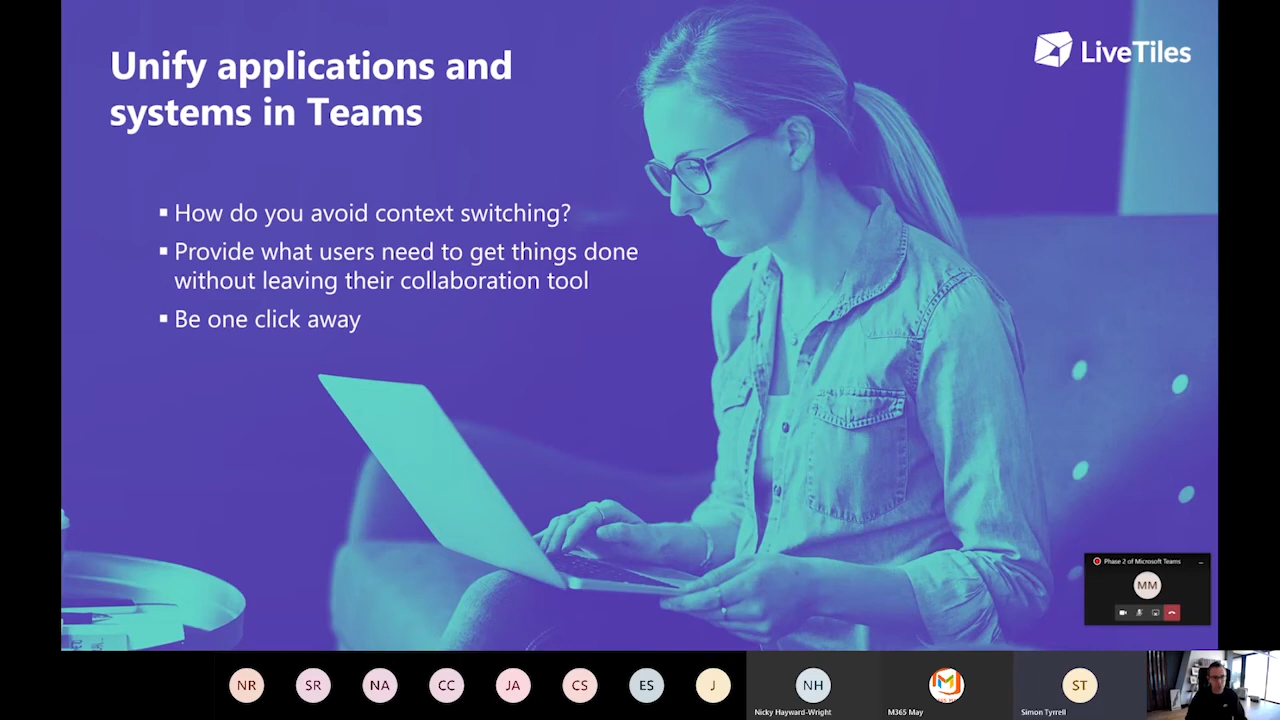 Unify applications and
systems in Teams
LiveTiles
▪ How do you avoid context switching?
▪ Provide what users need to get things done
without leaving their collaboration tool
▪ Be one click away
Phase 2 of Microsoft Teams
MM
NR
SR
NA
CC
JA
CS
ES
J
NH
ST
Nicky Hayward-Wright
M365 May
Simon Tyrrell